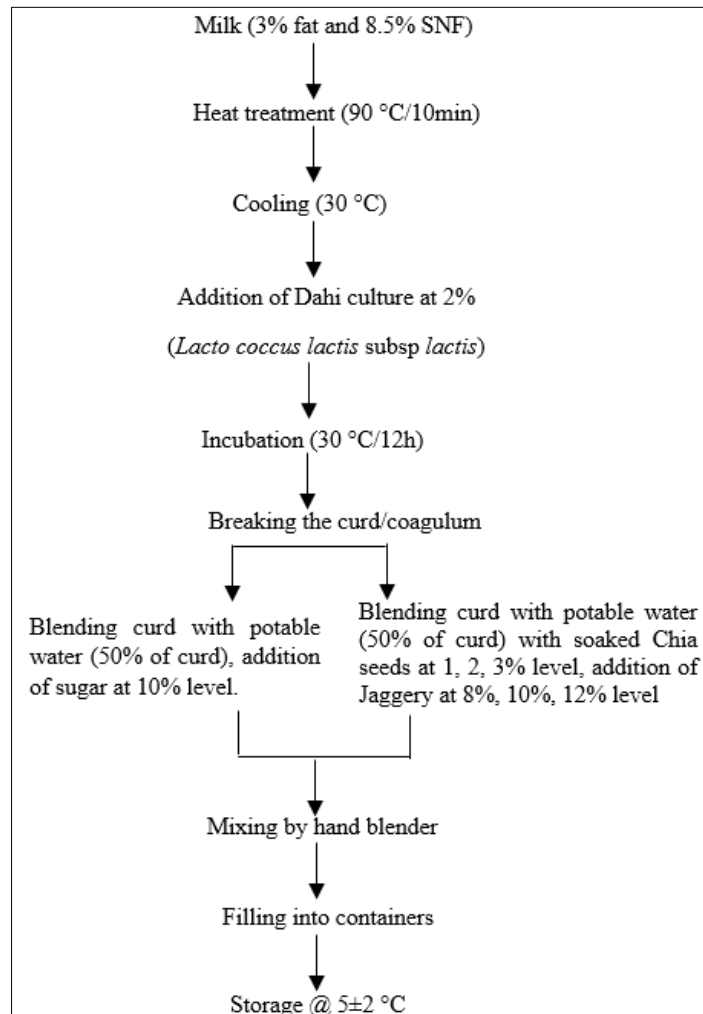 Milk (3% fat and 8.5% SNF)
Heat treatment (90 °C/10min)
Cooling (30 °C)
Addition of Dahi culture at 2%
(Lacto coccus lactis subsp lactis)
Incubation (30 °C/12h)
Breaking the curd/coagulum
Blending curd with potable
water (50% of curd), addition
of sugar at 10% level.
Blending curd with potable water
(50% of curd) with soaked Chia
seeds at 1, 2, 3% level, addition of
Jaggery at 8%, 10%, 12% level
Mixing by hand blender
Filling into containers
Storage @ 5±2 °C